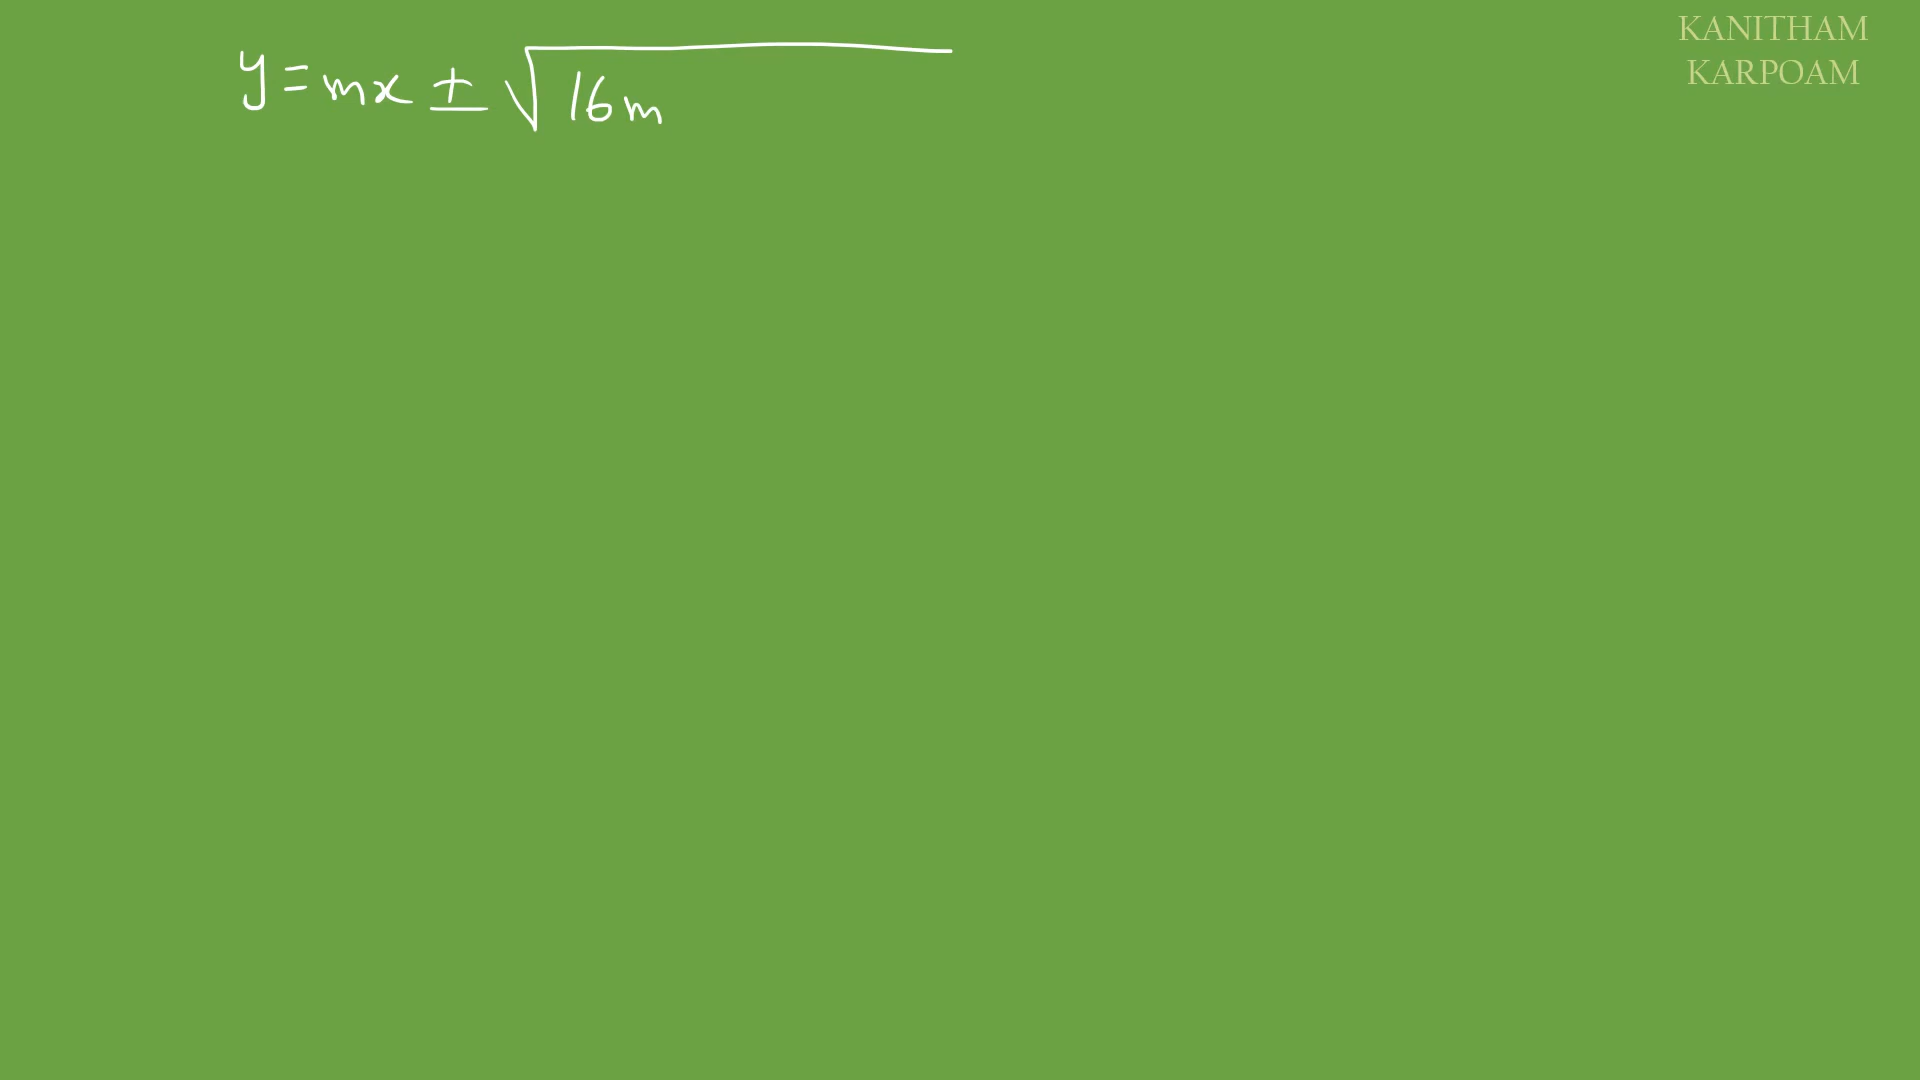 y = mx ± √16m
KANITHAM
KARPOAM